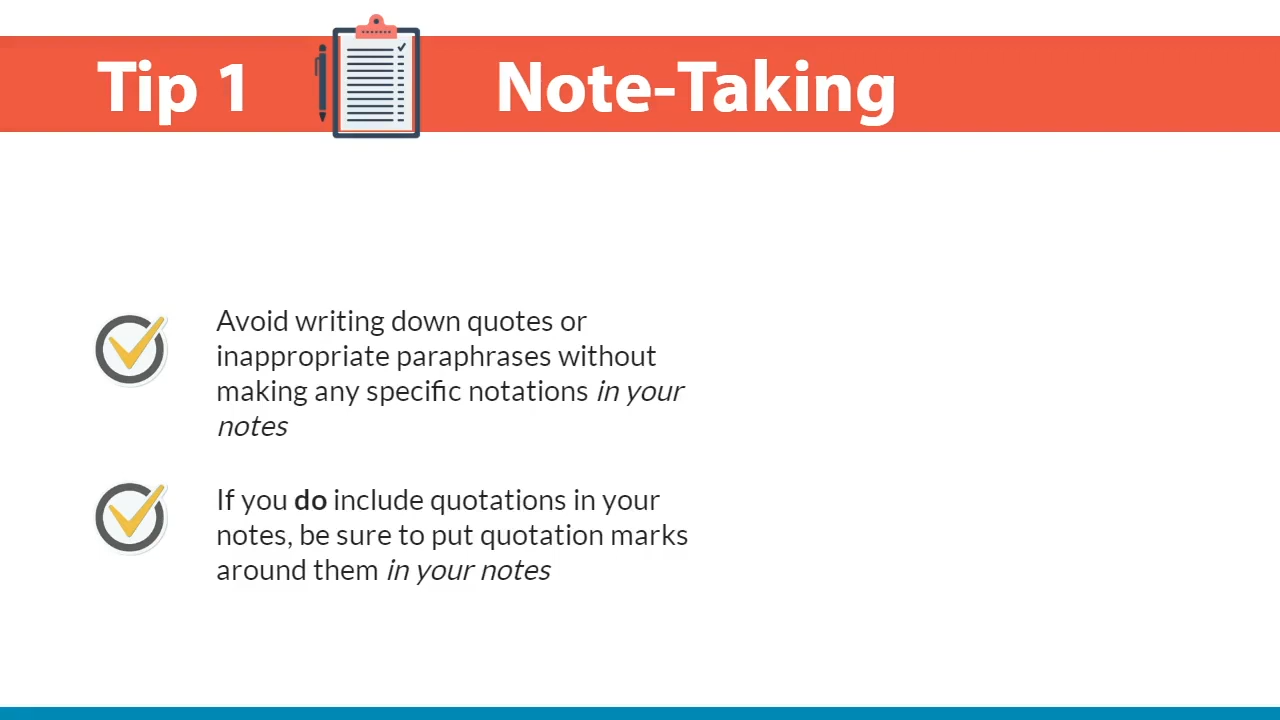 Tip 1 Note-Taking
Avoid writing down quotes or
inappropriate paraphrases without
making any specific notations in your
notes
If you do include quotations in your
notes, be sure to put quotation marks
around them in your notes